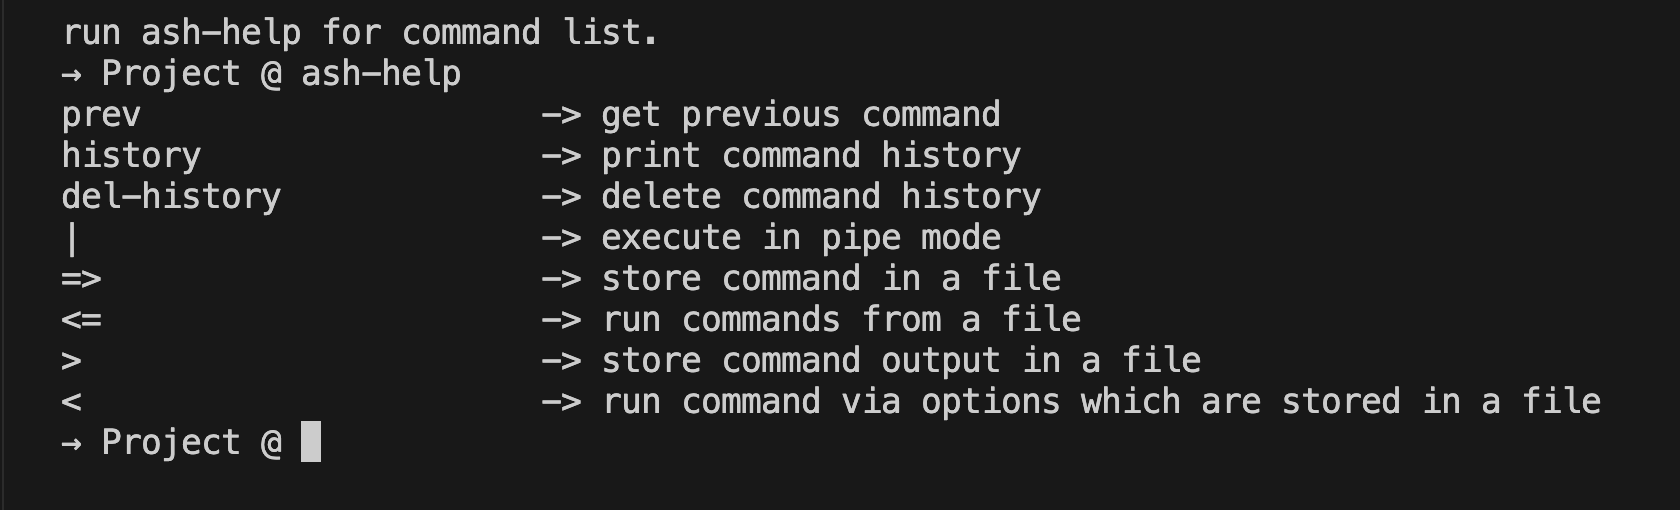 run ash-help for command list.
→ Project @ ash-help
prev                    -> get previous command
history                 -> print command history
del-history             -> delete command history
|                       -> execute in pipe mode
=>                      -> store command in a file
<=                      -> run commands from a file
>                       -> store command output in a file
<                       -> run command via options which are stored in a file
→ Project @